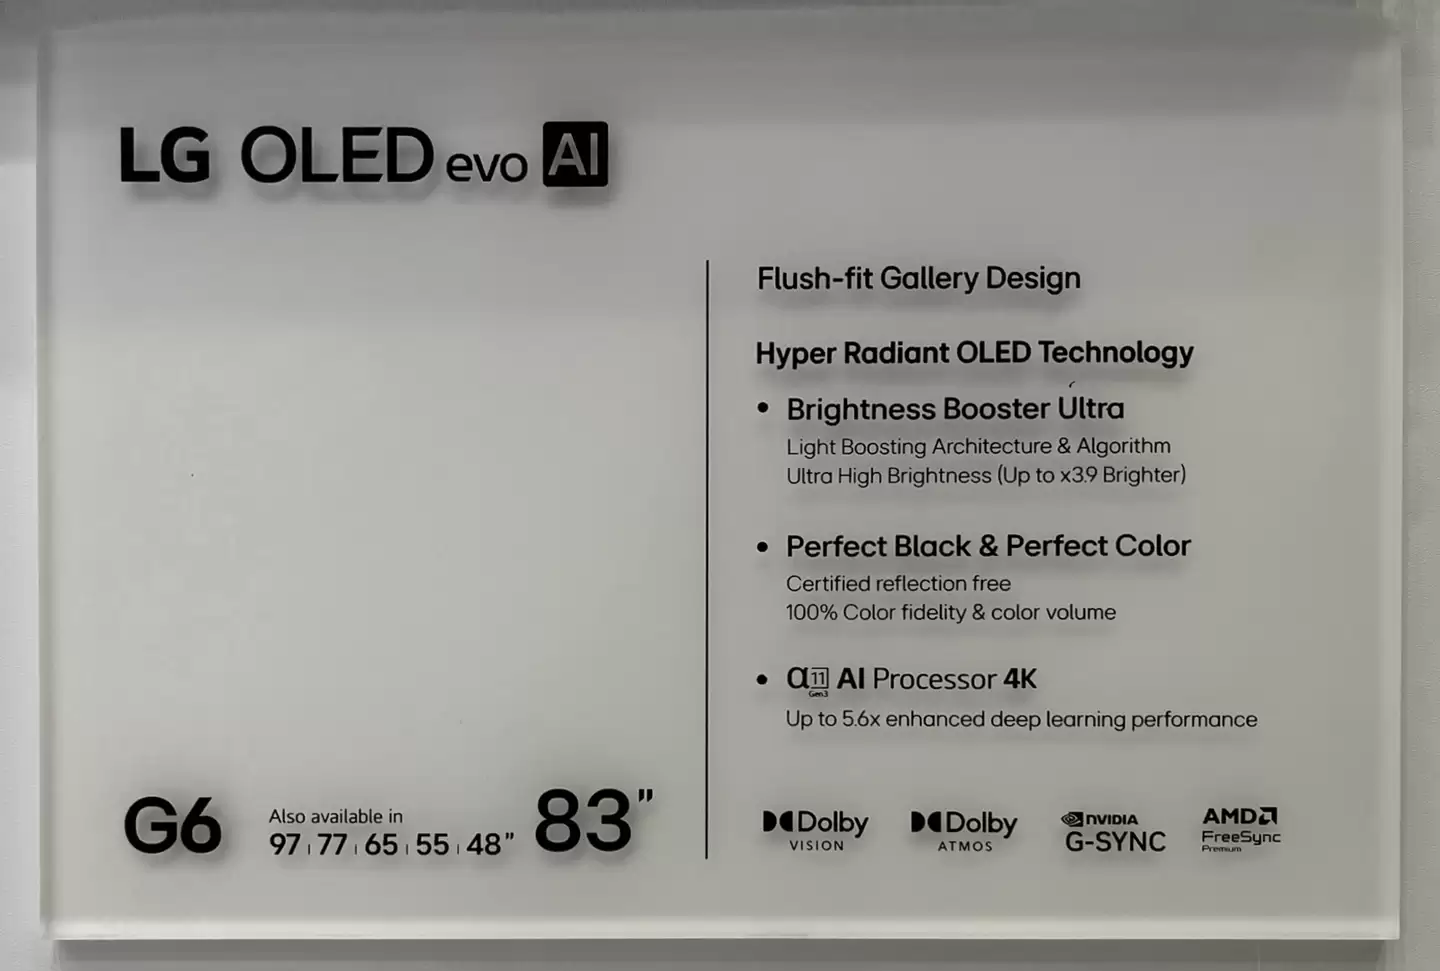 LG OLED evo AI
Flush-fit Gallery Design
Hyper Radiant OLED Technology
• Brightness Booster Ultra
Light Boosting Architecture & Algorithm
Ultra High Brightness (Up to x3.9 Brighter)
• Perfect Black & Perfect Color
Certified reflection free
100% Color fidelity & color volume
• α11 AI Processor 4K
Gen3
Up to 5.6x enhanced deep learning performance
G6
Also available in
97 | 77 | 65 | 55 | 48”
83”
Dolby
VISION
Dolby
ATMOS
NVIDIA
G-SYNC
AMD
FreeSync
Premium